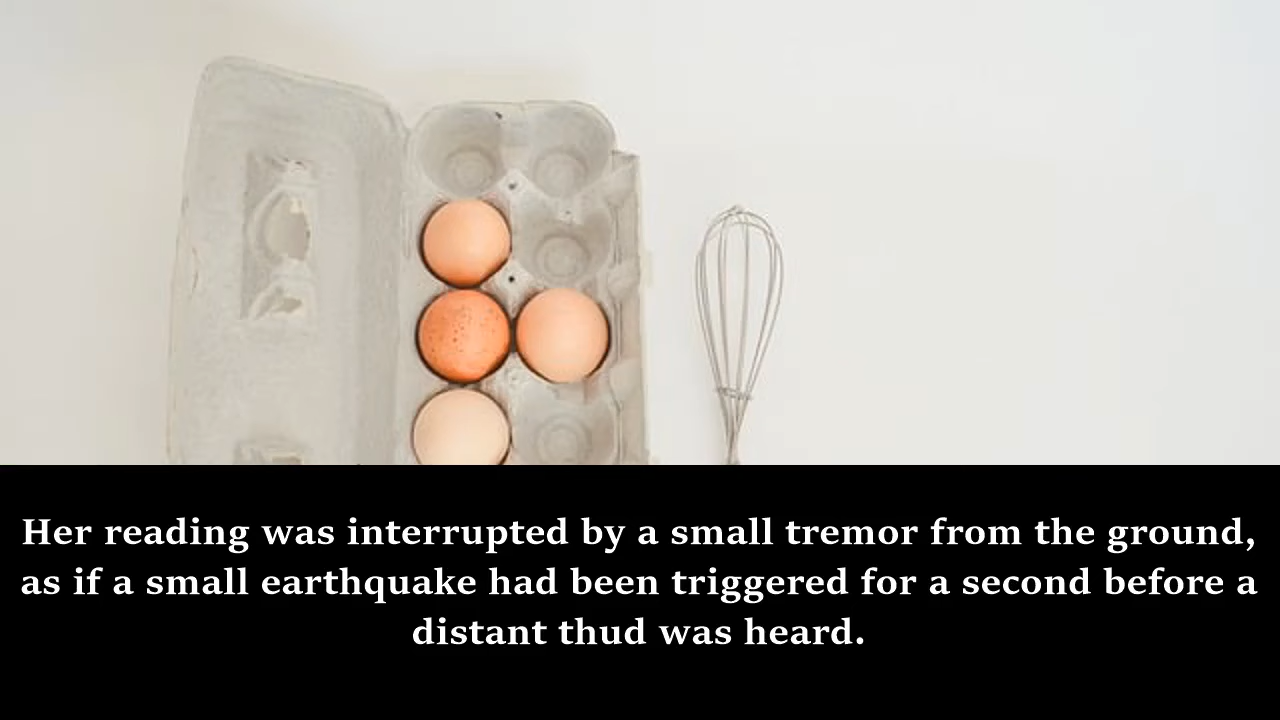 Her reading was interrupted by a small tremor from the ground,
as if a small earthquake had been triggered for a second before a
distant thud was heard.